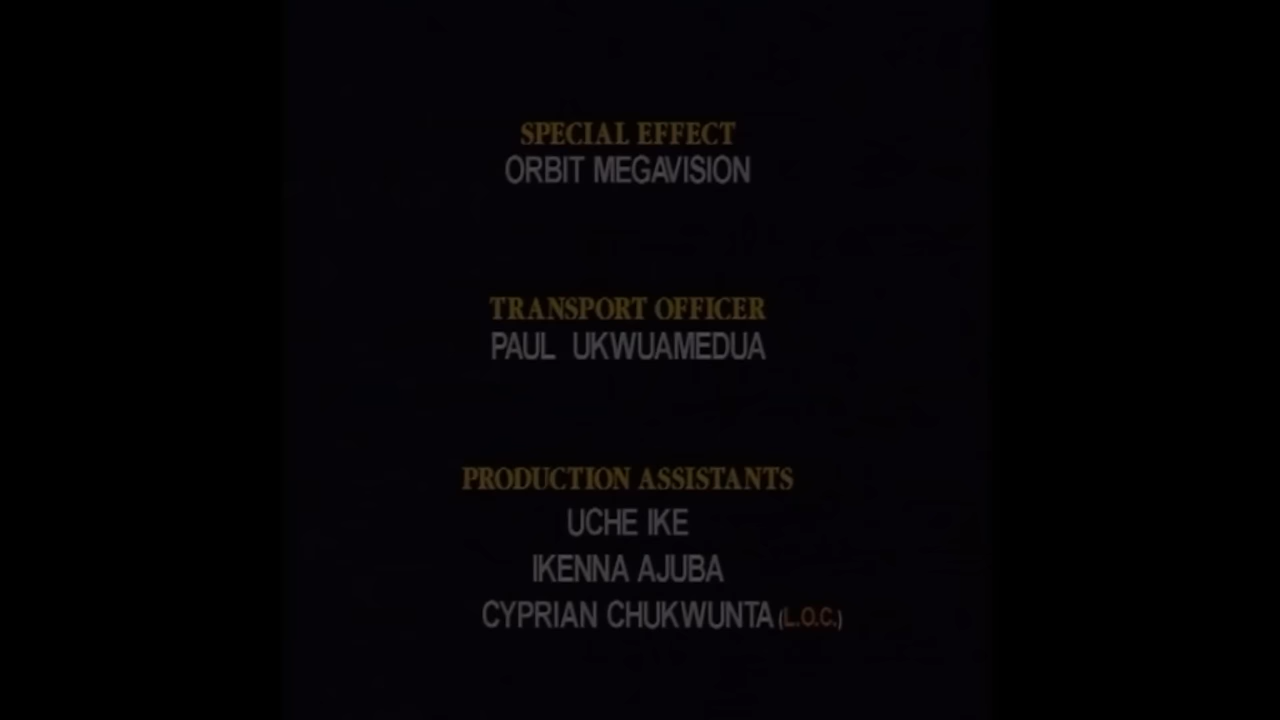 SPECIAL EFFECT
ORBIT MEGAVISION
TRANSPORT OFFICER
PAUL UKWUAMEDUA
PRODUCTION ASSISTANTS
UCHE IKE
IKENNA AJUBA
CYPRIAN CHUKWUNTA (L.O.C.)